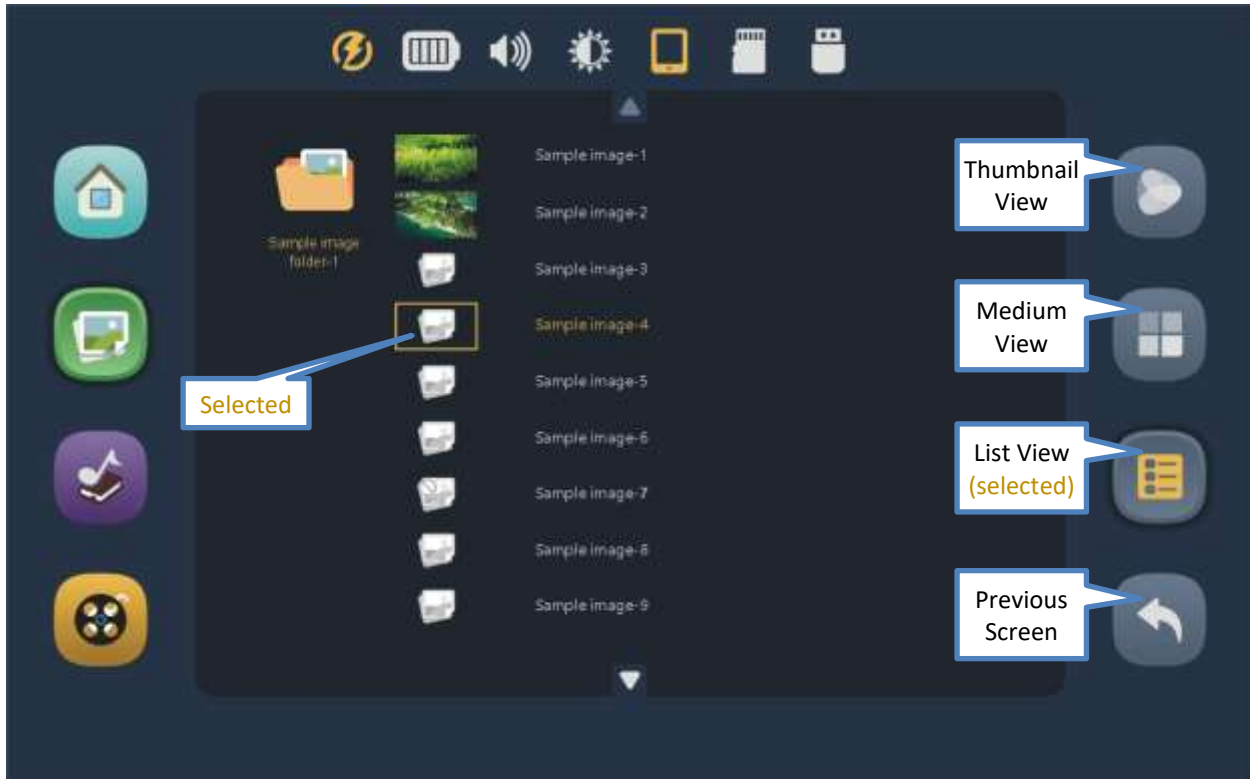 Sample image-1
Sample image-2
Sample image
folder-1
Sample image-3
Sample image-4
Sample image-5
Sample image-6
Sample image-7
Sample image-8
Sample image-9
Selected
Thumbnail
View
Medium
View
List View
(selected)
Previous
Screen